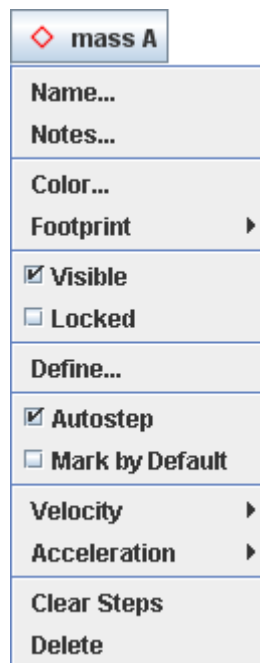 mass A
Name...
Notes...
Color...
Footprint
Visible
Locked
Define...
Autostep
Mark by Default
Velocity
Acceleration
Clear Steps
Delete